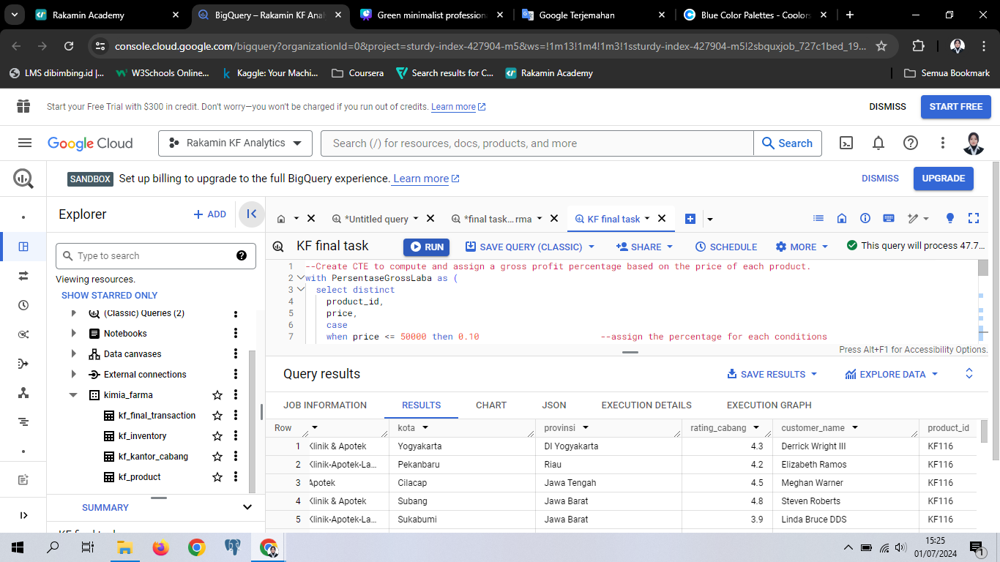 Rakamin Academy
BigQuery – Rakamin KF Anal
Green minimalist professiona
Google Terjemahan
Blue Color Palettes - Coolors
console.cloud.google.com/bigquery?organizationId=0&project=sturdy-index-427904-m5&ws=!1m13!1m4!1m3!1ssturdy-index-427904-m5!2sbquxjob_727c1bed_19...
LMS dibimbing.id |...
W3Schools Online...
Kaggle: Your Machi...
Coursera
Search results for C...
Rakamin Academy
Semua Bookmark
Start your Free Trial with $300 in credit. Don't worry—you won't be charged if you run out of credits. Learn more
DISMISS
START FREE
Google Cloud
Rakamin KF Analytics
Search (/) for resources, docs, products, and more
Search
SANDBOX Set up billing to upgrade to the full BigQuery experience. Learn more
DISMISS
UPGRADE
Explorer
+ ADD
*Untitled query
*final task...rma
KF final task
Type to search
Viewing resources.
SHOW STARRED ONLY
(Classic) Queries (2)
Notebooks
Data canvases
External connections
kimia_farma
kf_final_transaction
kf_inventory
kf_kantor_cabang
kf_product
SUMMARY
KF final task
RUN
SAVE QUERY (CLASSIC)
SHARE
SCHEDULE
MORE
This query will process 47.7...
1 --Create CTE to compute and assign a gross profit percentage based on the price of each product.
2 with PersentaseGrossLaba as (
3 select distinct
4 product_id,
5 price,
6 case
7 when price <= 50000 then 0.10 --assign the percentage for each conditions
Press Alt+F1 for Accessibility Options.
Query results
SAVE RESULTS
EXPLORE DATA
JOB INFORMATION RESULTS CHART JSON EXECUTION DETAILS EXECUTION GRAPH
Row kota provinsi rating_cabang customer_name product_id
1 Klinik & Apotek Yogyakarta DI Yogyakarta 4.3 Derrick Wright III KF116
2 Klinik-Apotek-La... Pekanbaru Riau 4.2 Elizabeth Ramos KF116
3 Apotek Cilacap Jawa Tengah 4.5 Meghan Warner KF116
4 Klinik & Apotek Subang Jawa Barat 4.8 Steven Roberts KF116
5 Klinik-Apotek-La... Sukabumi Jawa Barat 3.9 Linda Bruce DDS KF116
15:25
01/07/2024
1